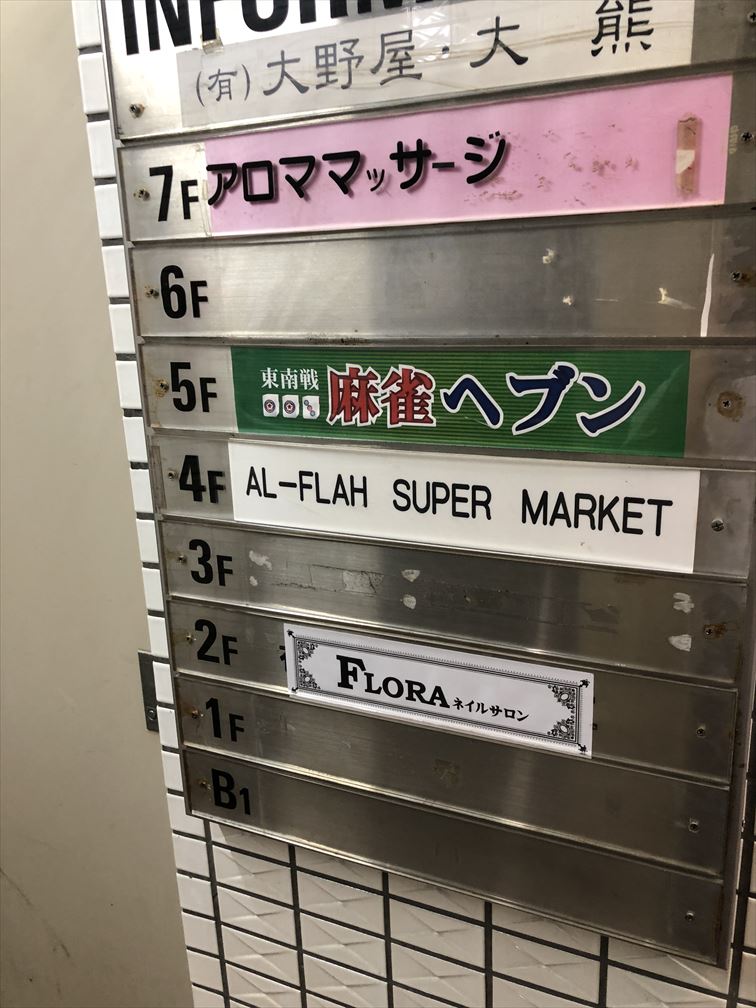 (有)大野屋・大熊
7F アロママッサージ
6F
5F 東南戦 麻雀ヘブン
4F AL-FLAH SUPER MARKET
3F
2F FLORA ネイルサロン
1F
B1